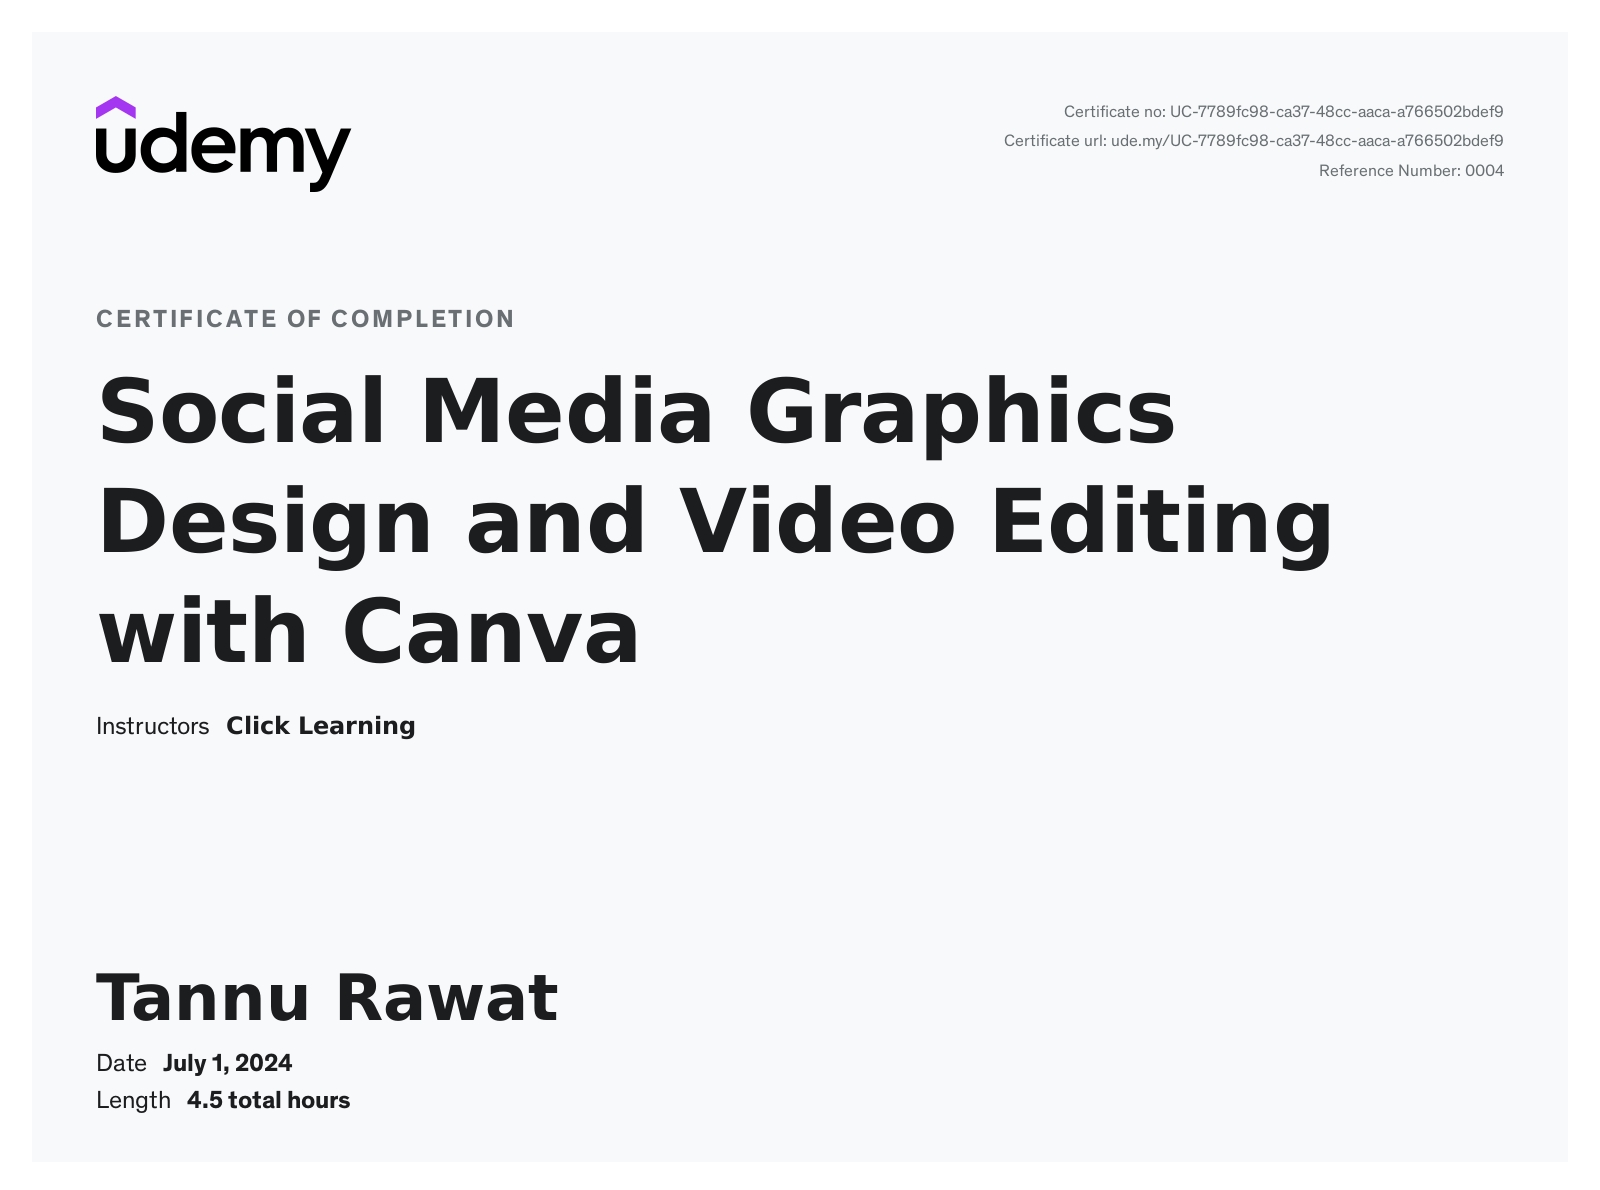 udemy
Certificate no: UC-7789fc98-ca37-48cc-aaca-a766502bdef9
Certificate url: ude.my/UC-7789fc98-ca37-48cc-aaca-a766502bdef9
Reference Number: 0004
CERTIFICATE OF COMPLETION
Social Media Graphics
Design and Video Editing
with Canva
Instructors Click Learning
Tannu Rawat
Date July 1, 2024
Length 4.5 total hours